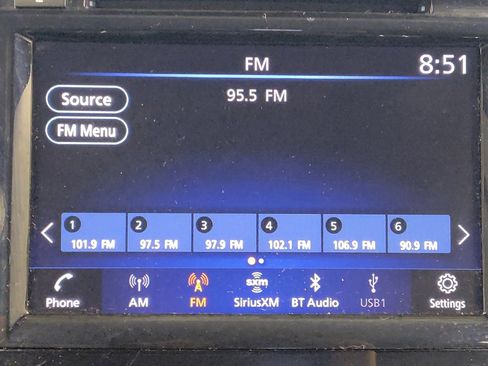 FM
8:51
Source
95.5 FM
FM Menu
1 2 3 4 5 6
101.9 FM 97.5 FM 97.9 FM 102.1 FM 106.9 FM 90.9 FM
sxm
Phone AM FM SiriusXM BT Audio USB1 Settings